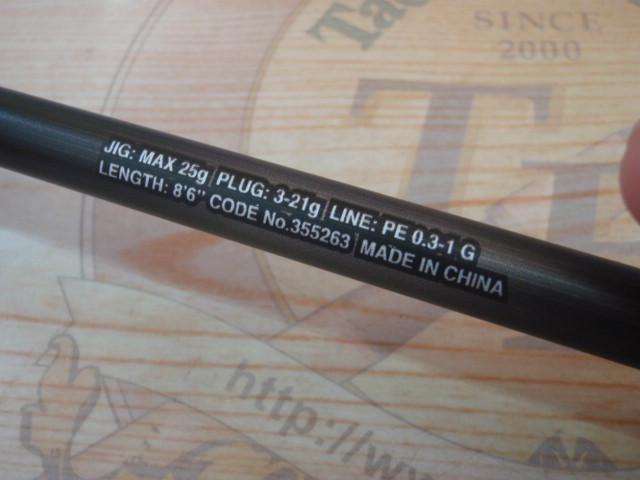 Tac
SINCE
2000
JIG: MAX 25g PLUG: 3-21g LINE: PE 0.3-1 G
LENGTH: 8'6" CODE No.355263 MADE IN CHINA
http://w